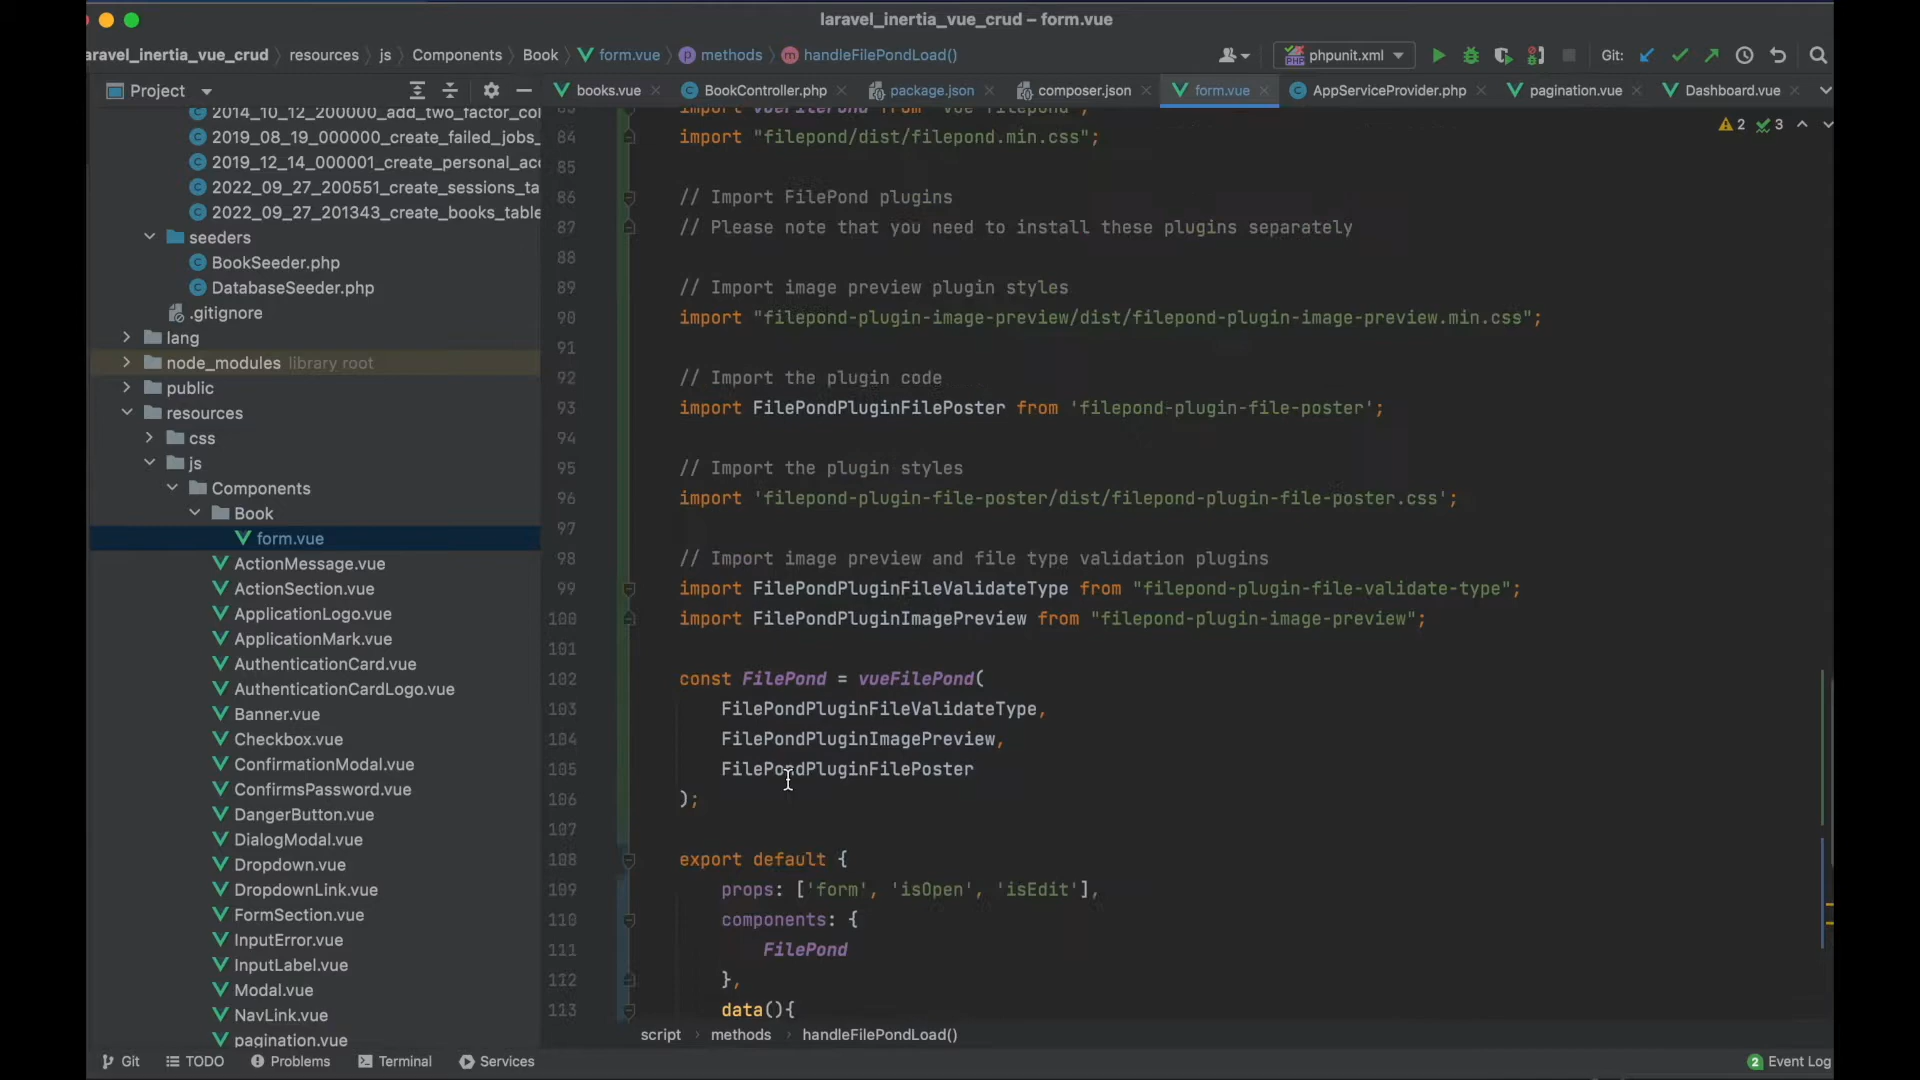 laravel_inertia_vue_crud – form.vue
aravel_inertia_vue_crud › resources › js › Components › Book › form.vue › methods › handleFilePondLoad()
phpunit.xml
Git:
Project
books.vue
BookController.php
package.json
composer.json
form.vue
AppServiceProvider.php
pagination.vue
Dashboard.vue
2014_10_12_200000_add_two_factor_co
2019_08_19_000000_create_failed_jobs_
2019_12_14_000001_create_personal_acc
2022_09_27_200551_create_sessions_ta
2022_09_27_201343_create_books_table
seeders
BookSeeder.php
DatabaseSeeder.php
.gitignore
lang
node_modules library root
public
resources
css
js
Components
Book
form.vue
ActionMessage.vue
ActionSection.vue
ApplicationLogo.vue
ApplicationMark.vue
AuthenticationCard.vue
AuthenticationCardLogo.vue
Banner.vue
Checkbox.vue
ConfirmationModal.vue
ConfirmsPassword.vue
DangerButton.vue
DialogModal.vue
Dropdown.vue
DropdownLink.vue
FormSection.vue
InputError.vue
InputLabel.vue
Modal.vue
NavLink.vue
pagination.vue
2 3
83 import vueFilePond from "vue-filepond";
84 import "filepond/dist/filepond.min.css";
85
86 // Import FilePond plugins
87 // Please note that you need to install these plugins separately
88
89 // Import image preview plugin styles
90 import "filepond-plugin-image-preview/dist/filepond-plugin-image-preview.min.css";
91
92 // Import the plugin code
93 import FilePondPluginFilePoster from 'filepond-plugin-file-poster';
94
95 // Import the plugin styles
96 import 'filepond-plugin-file-poster/dist/filepond-plugin-file-poster.css';
97
98 // Import image preview and file type validation plugins
99 import FilePondPluginFileValidateType from "filepond-plugin-file-validate-type";
100 import FilePondPluginImagePreview from "filepond-plugin-image-preview";
101
102 const FilePond = vueFilePond(
103 FilePondPluginFileValidateType,
104 FilePondPluginImagePreview,
105 FilePondPluginFilePoster
106 );
107
108 export default {
109 props: ['form', 'isOpen', 'isEdit'],
110 components: {
111 FilePond
112 },
113 data(){
script › methods › handleFilePondLoad()
Git
TODO
Problems
Terminal
Services
2 Event Log